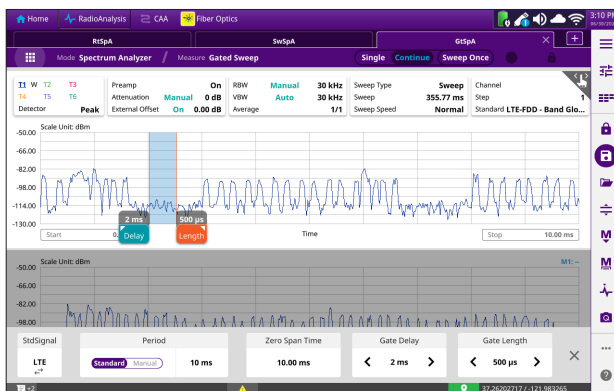 Home RadioAnalysis CAA Fiber Optics 3:10 PM
RtSpA SwSpA GtSpA
Mode Spectrum Analyzer / Measure Gated Sweep Single Continue Sweep Once
T1 W T2 T3 Preamp On RBW Manual 30 kHz Sweep Type Sweep Channel
T4 T5 T6 Attenuation Manual 0 dB VBW Auto 30 kHz Sweep 355.77 ms Step 1
Detector Peak External Offset On 0.00 dB Average 1/1 Sweep Speed Normal Standard LTE-FDD - Band Glo...
Scale Unit: dBm
-50.00
-66.00
-82.00
-98.00
-114.00
-130.00
2 ms 500 µs
Start Delay Length Time Stop 10.00 ms
Scale Unit: dBm M1: --
-50.00
-66.00
-82.00
-98.00
StdSignal Period Zero Span Time Gate Delay Gate Length
LTE Standard Manual 10 ms 10.00 ms 2 ms 500 µs
+2 37.26202717 / -121.983265